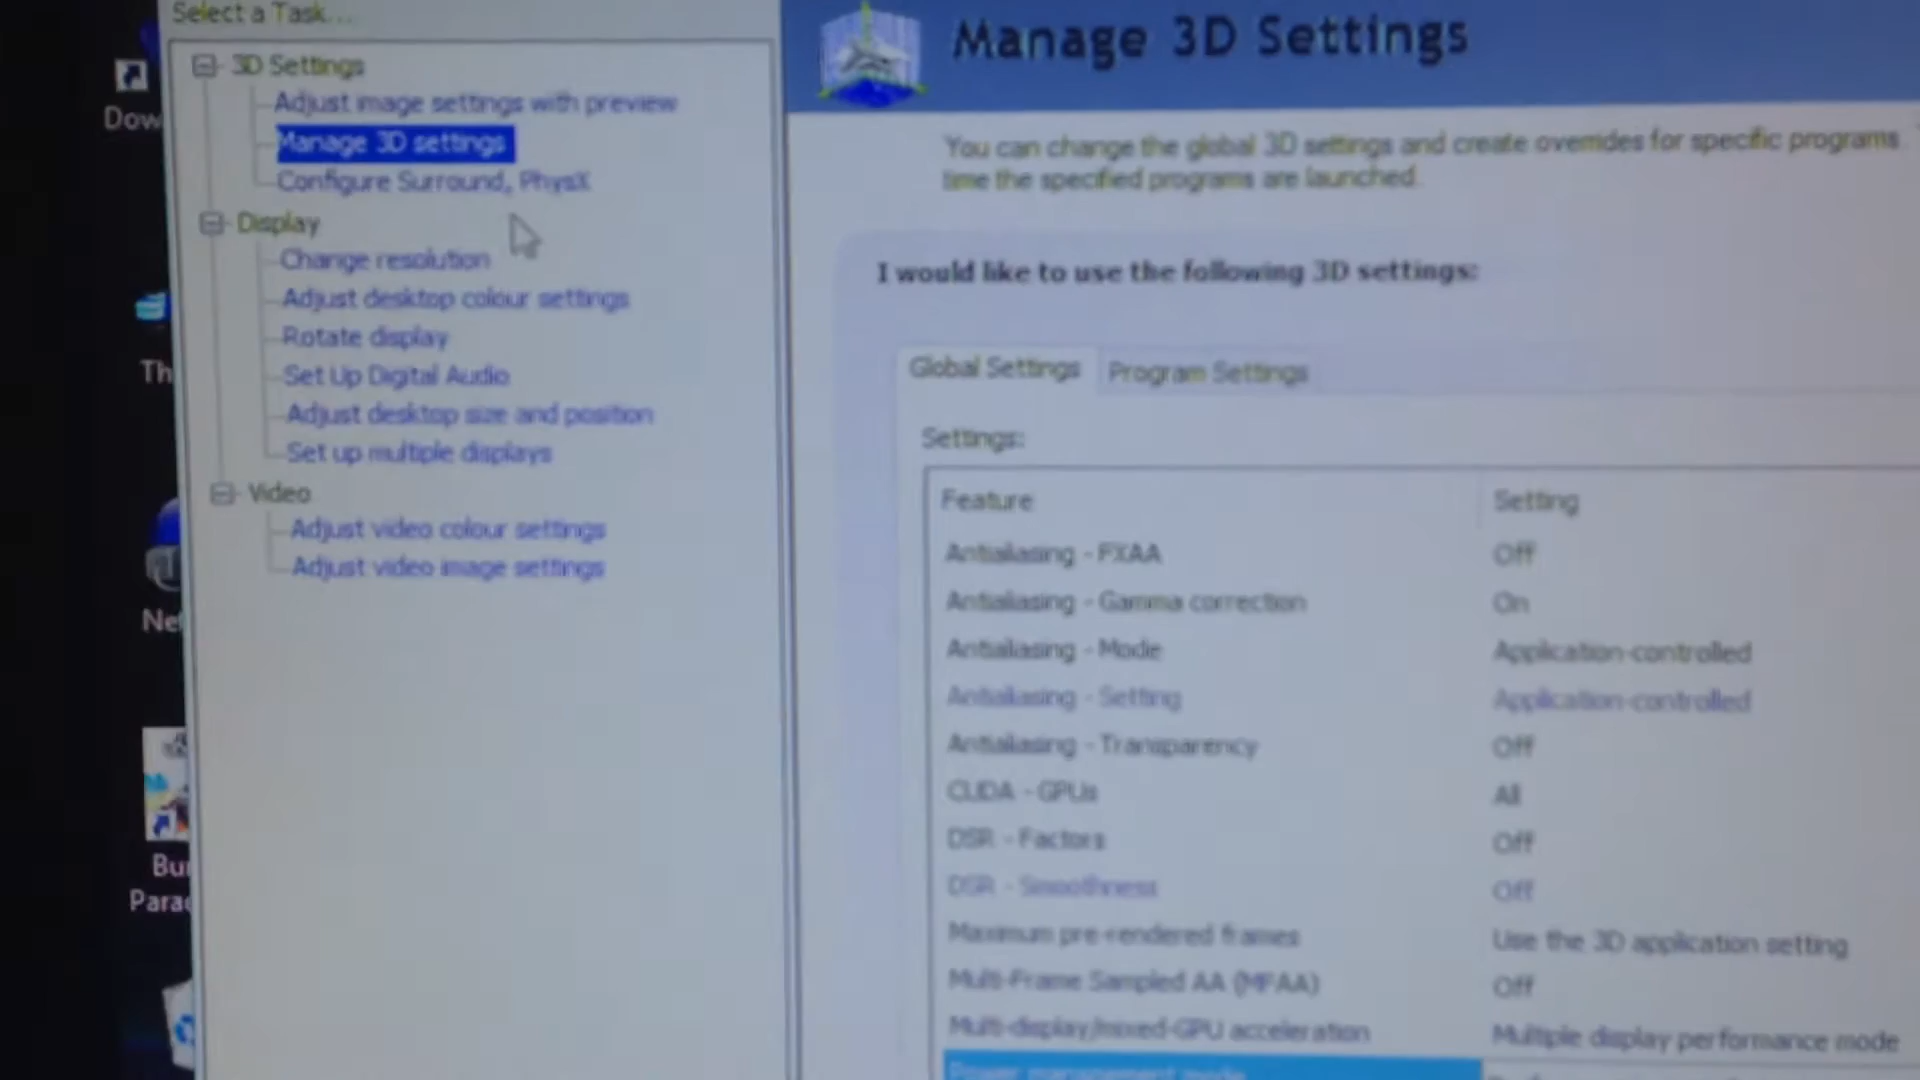 Select a Task...
3D Settings
Adjust image settings with preview
Manage 3D settings
Configure Surround, PhysX
Display
Change resolution
Adjust desktop colour settings
Rotate display
Set Up Digital Audio
Adjust desktop size and position
Set up multiple displays
Video
Adjust video colour settings
Adjust video image settings
Dow
Th
Ne
Bu
Para
Manage 3D Settings
You can change the global 3D settings and create overrides for specific programs.
time the specified programs are launched.
I would like to use the following 3D settings:
Global Settings Program Settings
Settings:
Feature Setting
Antialiasing - FXAA Off
Antialiasing - Gamma correction On
Antialiasing - Mode Application-controlled
Antialiasing - Setting Application-controlled
Antialiasing - Transparency Off
CUDA - GPUs All
DSR - Factors Off
DSR - Smoothness Off
Maximum pre-rendered frames Use the 3D application setting
Multi-Frame Sampled AA (MFAA) Off
Multi-display/mixed-GPU acceleration Multiple display performance mode
Power management mode